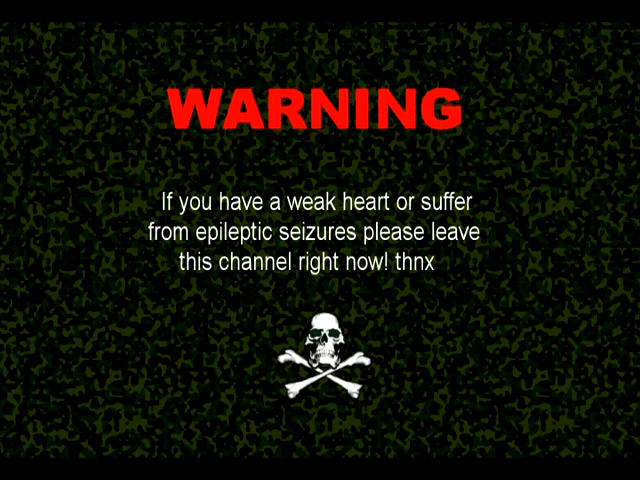 WARNING
If you have a weak heart or suffer
from epileptic seizures please leave
this channel right now! thnx